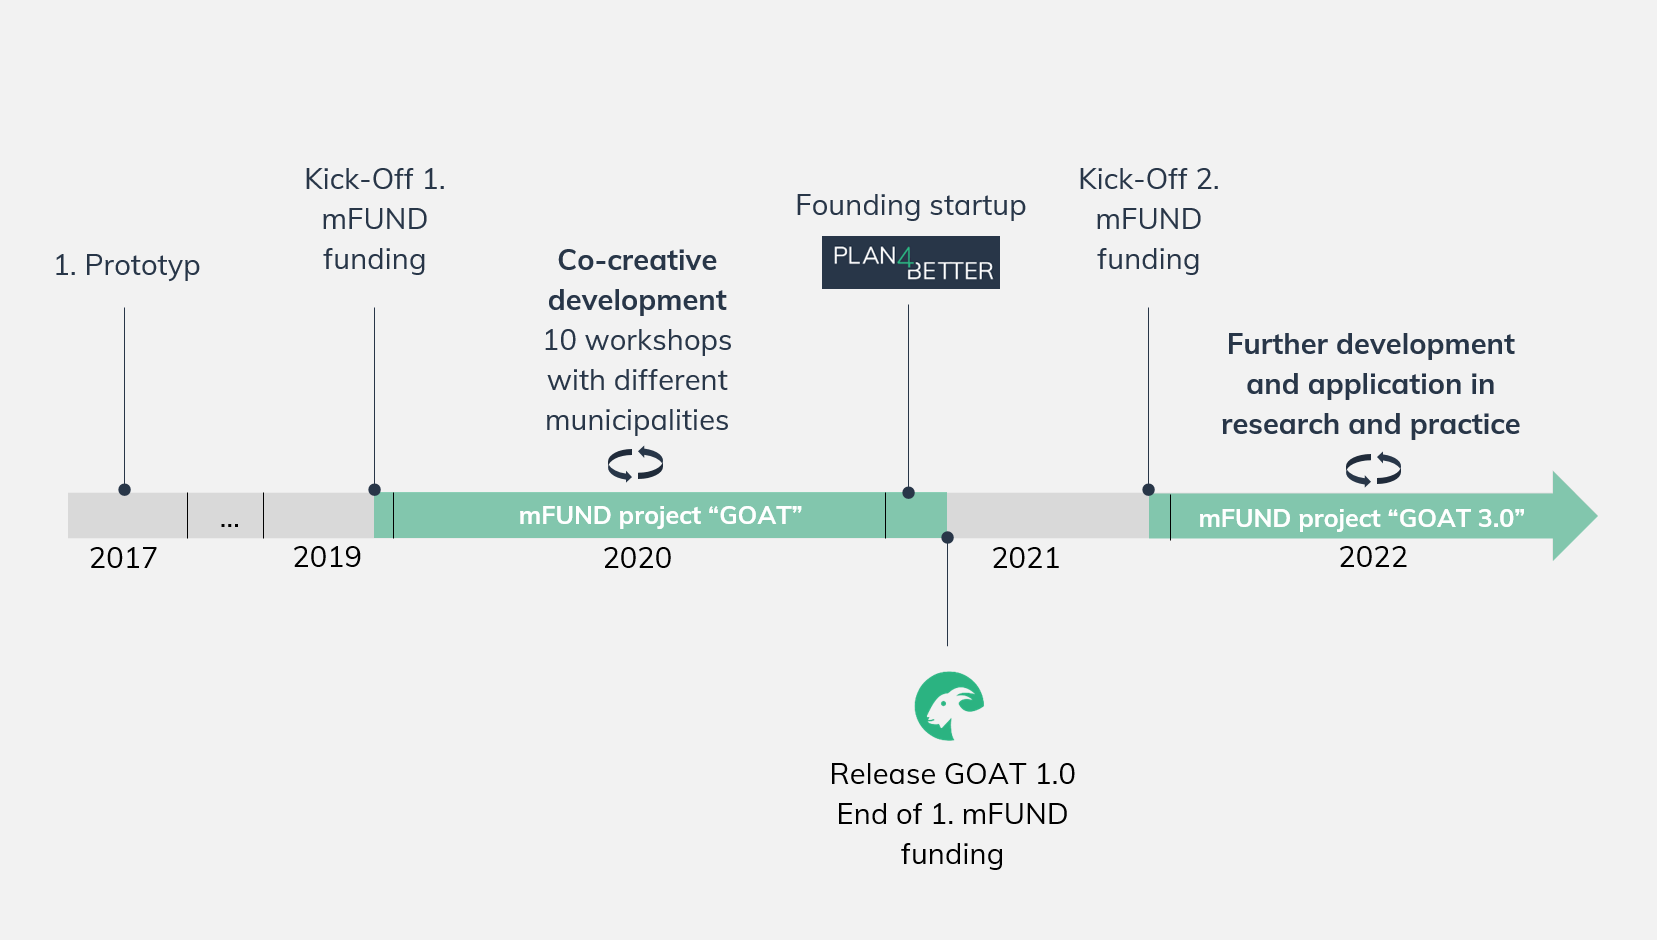 1. Prototyp
Kick-Off 1.
mFUND
funding
Co-creative
development
10 workshops
with different
municipalities
Founding startup
PLAN4
BETTER
Kick-Off 2.
mFUND
funding
Further development
and application in
research and practice
...
mFUND project “GOAT”
mFUND project “GOAT 3.0”
2017
2019
2020
2021
2022
Release GOAT 1.0
End of 1. mFUND
funding